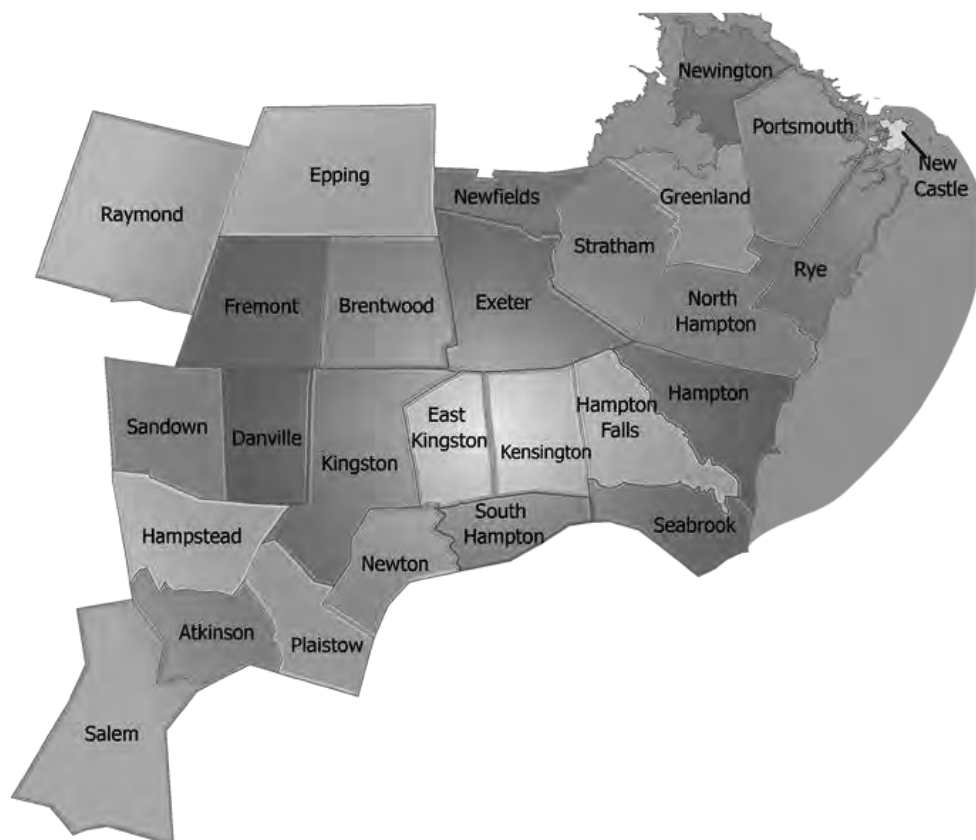 Newington
Portsmouth
New
Castle
Epping
Raymond
Newfields
Greenland
Stratham
Rye
Fremont
Brentwood
Exeter
North
Hampton
Hampton
Sandown
Danville
Kingston
East
Kingston
Kensington
Hampton
Falls
Hampstead
Newton
South
Hampton
Seabrook
Atkinson
Plaistow
Salem